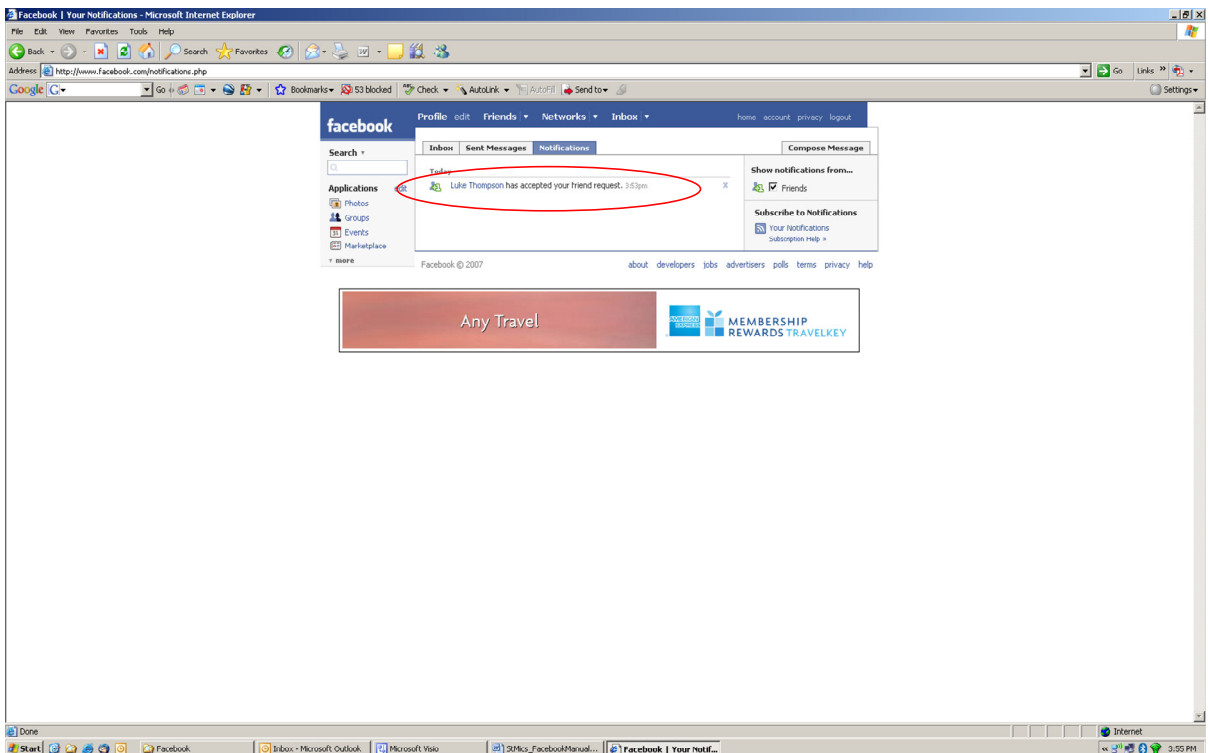 Facebook | Your Notifications - Microsoft Internet Explorer
File Edit View Favorites Tools Help
Back Search Favorites
Address http://www.facebook.com/notifications.php Go Links »
Google G Go Bookmarks 53 blocked Check AutoLink AutoFill Send to Settings
facebook Profile edit Friends Networks Inbox home account privacy logout
Search
Inbox Sent Messages Notifications Compose Message
Today
Show notifications from...
Applications edit
Luke Thompson has accepted your friend request. 3:53pm x
Friends
Photos
Groups
Events
Marketplace
more
Subscribe to Notifications
Your Notifications
Subscription Help »
Facebook © 2007 about developers jobs advertisers polls terms privacy help
Any Travel
AMERICAN EXPRESS
MEMBERSHIP
REWARDS TRAVELKEY
Done Internet
Start Facebook Inbox - Microsoft Outlook Microsoft Visio StMics_FacebookManual... Facebook | Your Notif... « 3:55 PM